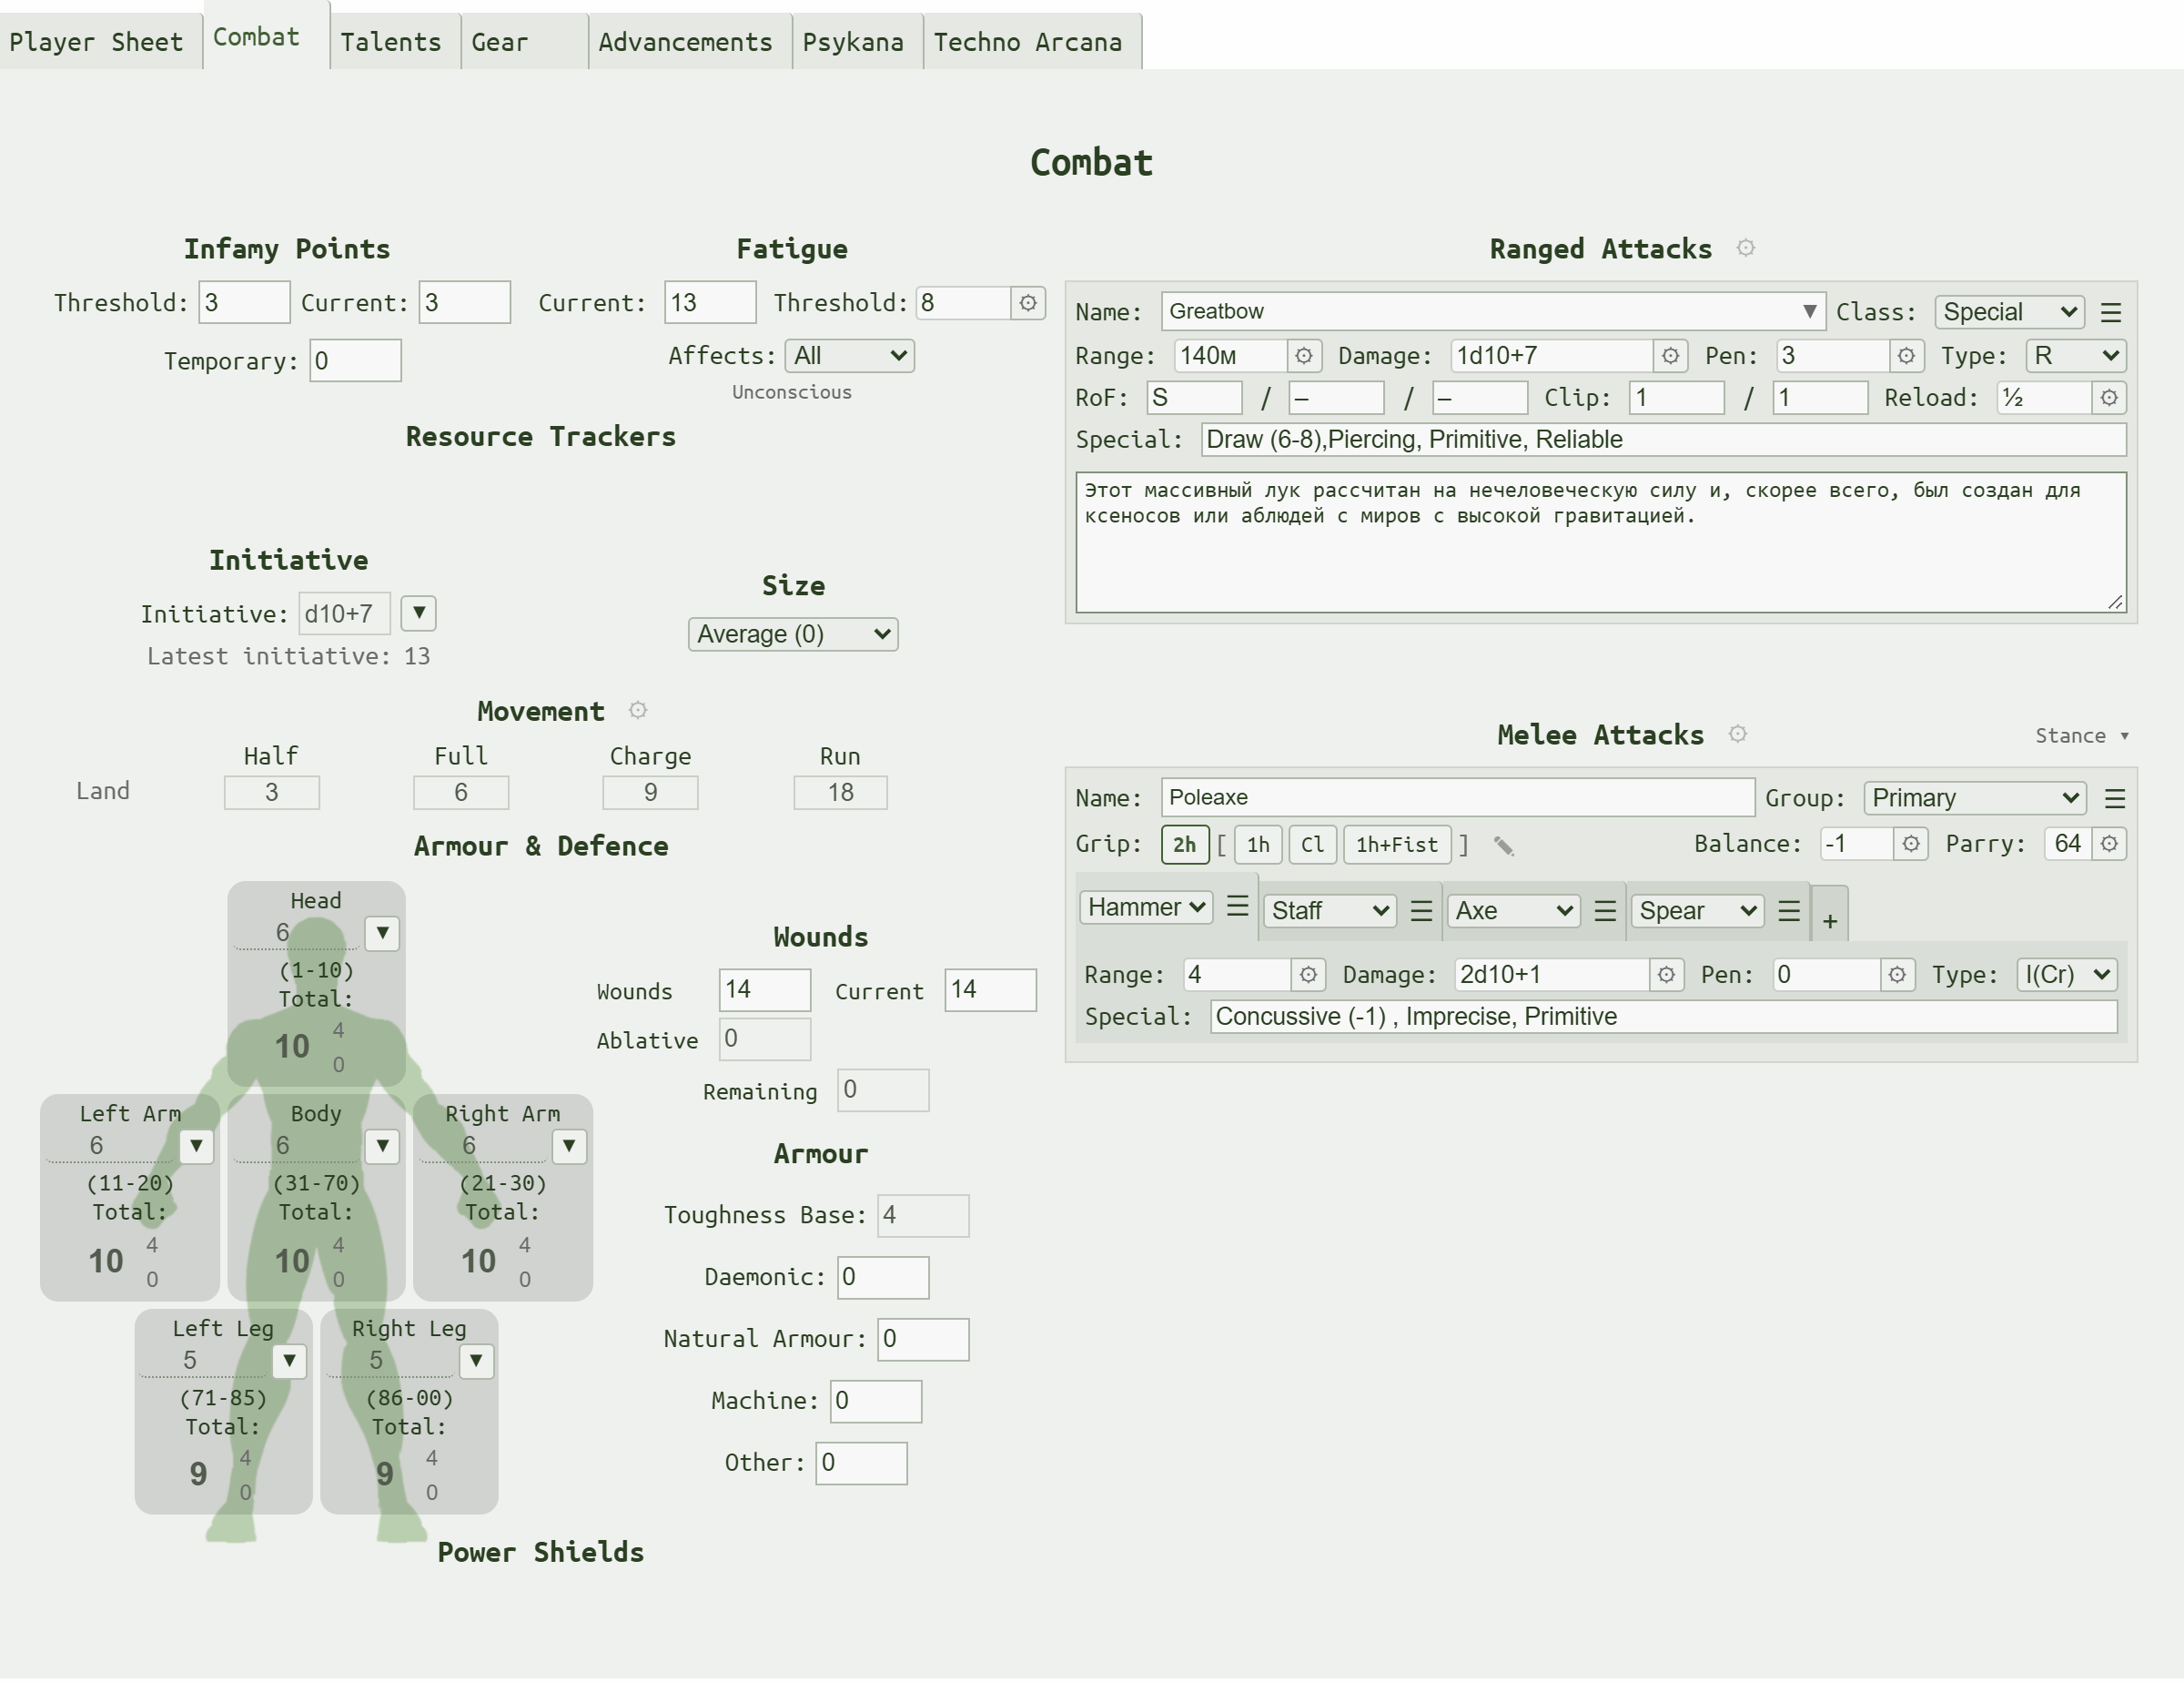 Player Sheet Combat Talents Gear Advancements Psykana Techno Arcana
Combat
Infamy Points
Threshold: 3 Current: 3
Temporary: 0
Fatigue
Current: 13 Threshold: 8
Affects: All
Unconscious
Resource Trackers
Initiative
Initiative: d10+7 ▼
Latest initiative: 13
Size
Average (0)
Movement
Half Full Charge Run
Land 3 6 9 18
Armour & Defence
Head
6 ▼
(1-10)
Total:
10 4
0
Left Arm
6 ▼
(11-20)
Total:
10 4
0
Body
6 ▼
(31-70)
Total:
10 4
0
Right Arm
6 ▼
(21-30)
Total:
10 4
0
Left Leg
5 ▼
(71-85)
Total:
9 4
0
Right Leg
5 ▼
(86-00)
Total:
9 4
0
Wounds
Wounds 14 Current 14
Ablative 0
Remaining 0
Armour
Toughness Base: 4
Daemonic: 0
Natural Armour: 0
Machine: 0
Other: 0
Power Shields
Ranged Attacks
Name: Greatbow ▼ Class: Special ☰
Range: 140м Damage: 1d10+7 Pen: 3 Type: R
RoF: S / – / – Clip: 1 / 1 Reload: ½
Special: Draw (6-8),Piercing, Primitive, Reliable
Этот массивный лук рассчитан на нечеловеческую силу и, скорее всего, был создан для
ксеносов или аблюдей с миров с высокой гравитацией.
Melee Attacks Stance ▾
Name: Poleaxe Group: Primary ☰
Grip: 2h [ 1h Cl 1h+Fist ] Balance: -1 Parry: 64
Hammer ☰ Staff ☰ Axe ☰ Spear ☰ +
Range: 4 Damage: 2d10+1 Pen: 0 Type: I(Cr)
Special: Concussive (-1) , Imprecise, Primitive